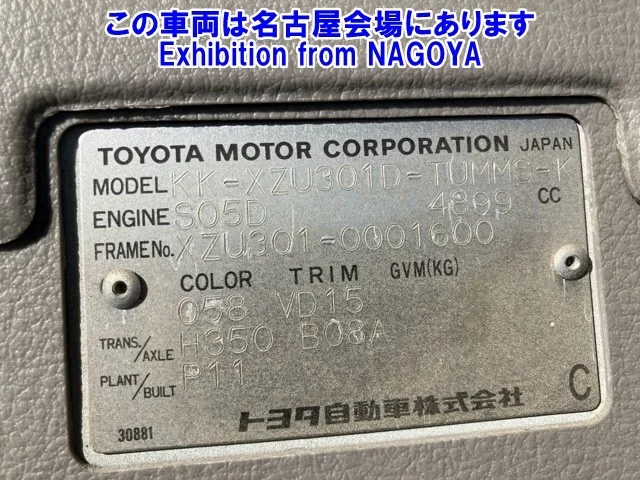 この車両は名古屋会場にあります
Exhibition from NAGOYA
TOYOTA MOTOR CORPORATION JAPAN
MODEL KK-XZU301D-TUMMS-K
ENGINE S05D 4899 CC
FRAME No. XZU301-0001600
COLOR TRIM GVM(KG)
058 VD15
TRANS./AXLE H350 B08A
PLANT/BUILT P11
C
トヨタ自動車株式会社
30881